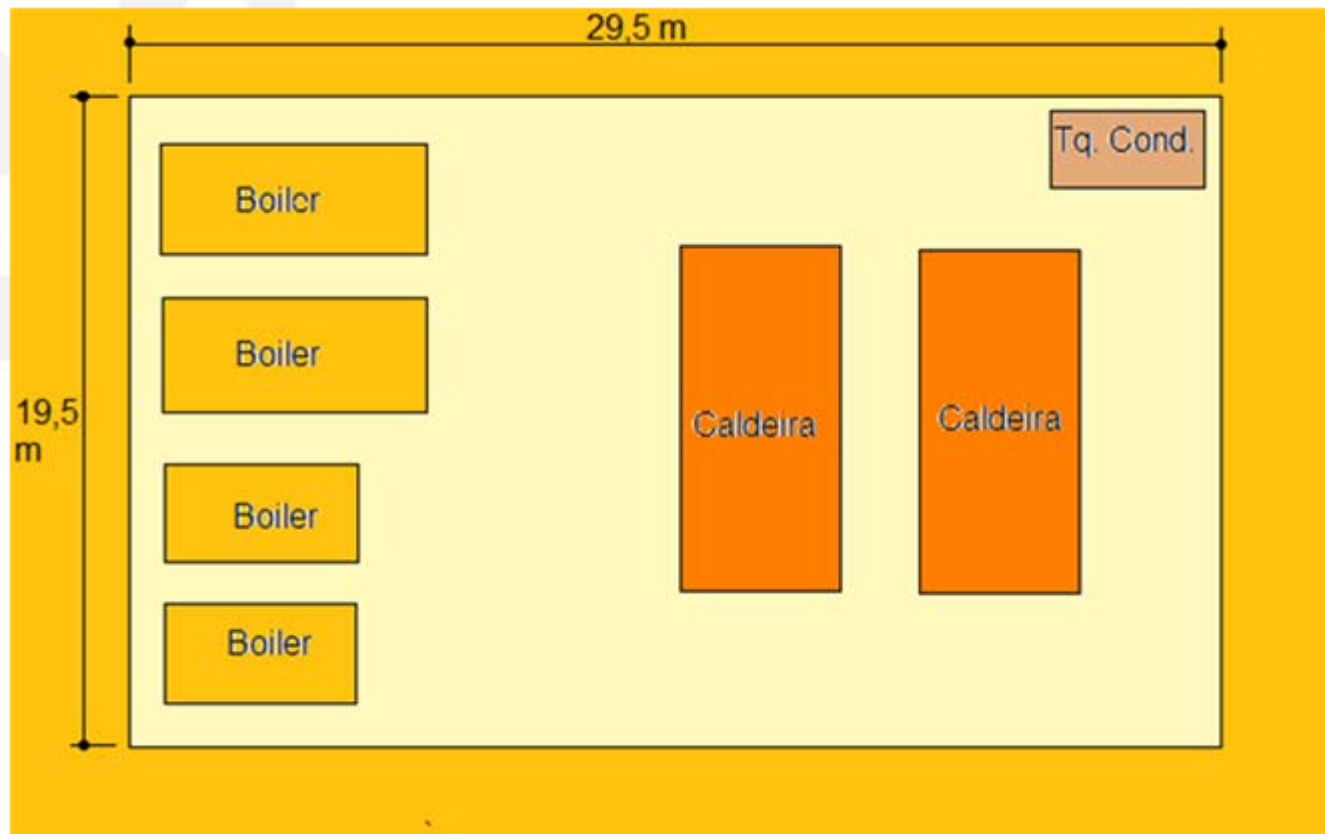 29,5 m
Tq. Cond.
Boiler
Boiler
19,5
m
Caldeira
Caldeira
Boiler
Boiler